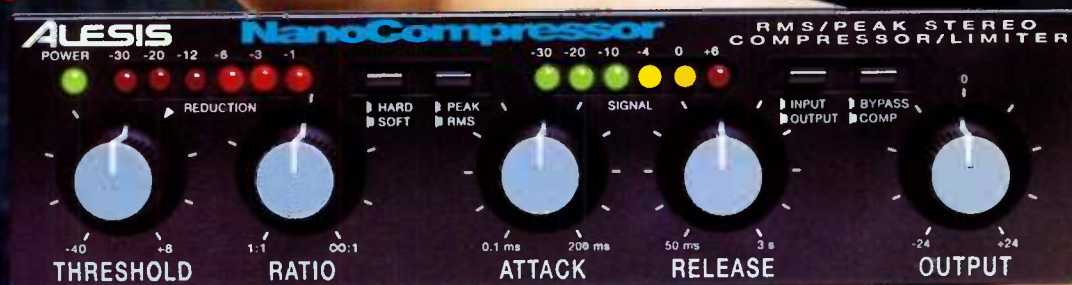 ALESIS NanoCompressor RMS/PEAK STEREO
COMPRESSOR/LIMITER
POWER -30 -20 -12 -6 -3 -1 -30 -20 -10 -4 0 +6
REDUCTION SIGNAL
HARD PEAK INPUT BYPASS 0
SOFT RMS OUTPUT COMP
-40 +8 1:1 ∞:1 0.1 ms 200 ms 50 ms 3 s -24 +24
THRESHOLD RATIO ATTACK RELEASE OUTPUT